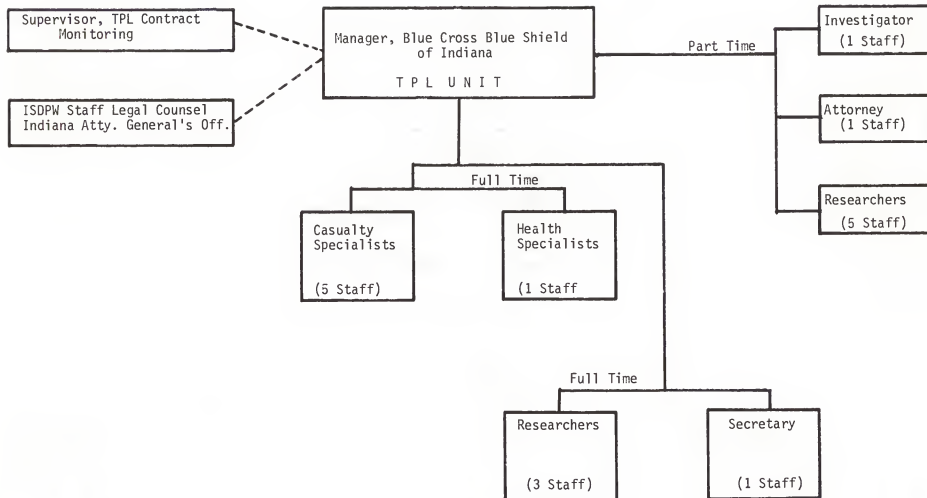 Supervisor, TPL Contract
Monitoring
ISDPW Staff Legal Counsel
Indiana Atty. General's Off.
Manager, Blue Cross Blue Shield
of Indiana
T P L  U N I T
Part Time
Investigator
(1 Staff)
Attorney
(1 Staff)
Researchers
(5 Staff)
Full Time
Casualty
Specialists
(5 Staff)
Health
Specialists
(1 Staff
Full Time
Researchers
(3 Staff)
Secretary
(1 Staff)